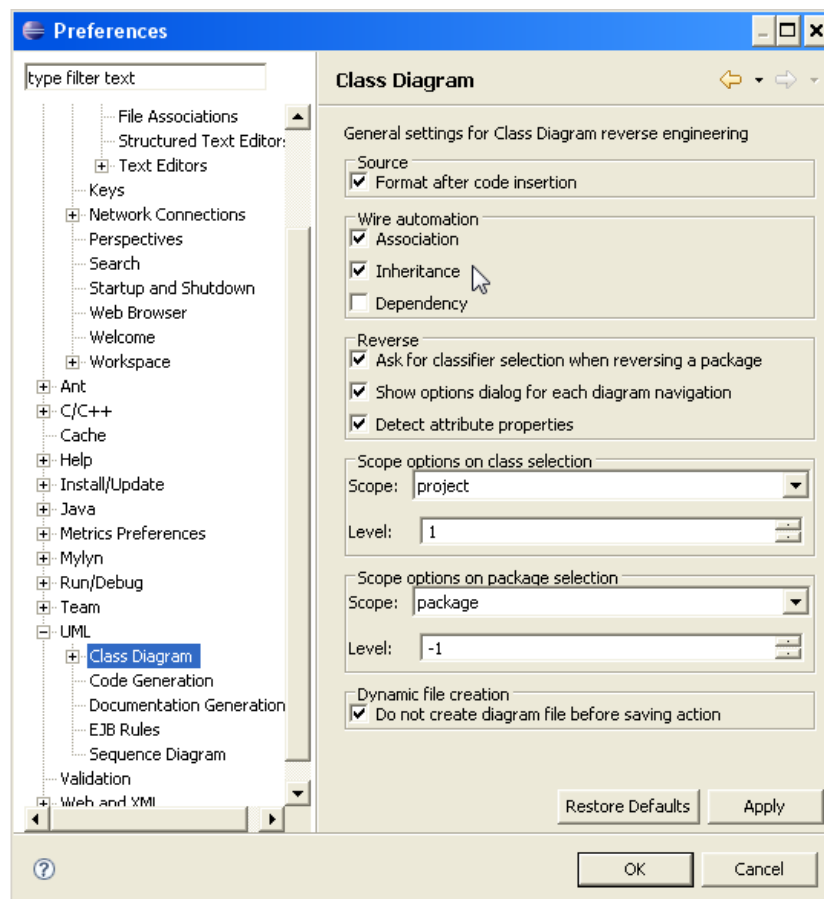 Preferences
type filter text
File Associations
Structured Text Editor
Text Editors
Keys
Network Connections
Perspectives
Search
Startup and Shutdown
Web Browser
Welcome
Workspace
Ant
C/C++
Cache
Help
Install/Update
Java
Metrics Preferences
Mylyn
Run/Debug
Team
UML
Class Diagram
Code Generation
Documentation Generation
EJB Rules
Sequence Diagram
Validation
Web and XML
Class Diagram
General settings for Class Diagram reverse engineering
Source
Format after code insertion
Wire automation
Association
Inheritance
Dependency
Reverse
Ask for classifier selection when reversing a package
Show options dialog for each diagram navigation
Detect attribute properties
Scope options on class selection
Scope: project
Level: 1
Scope options on package selection
Scope: package
Level: -1
Dynamic file creation
Do not create diagram file before saving action
Restore Defaults Apply
? OK Cancel